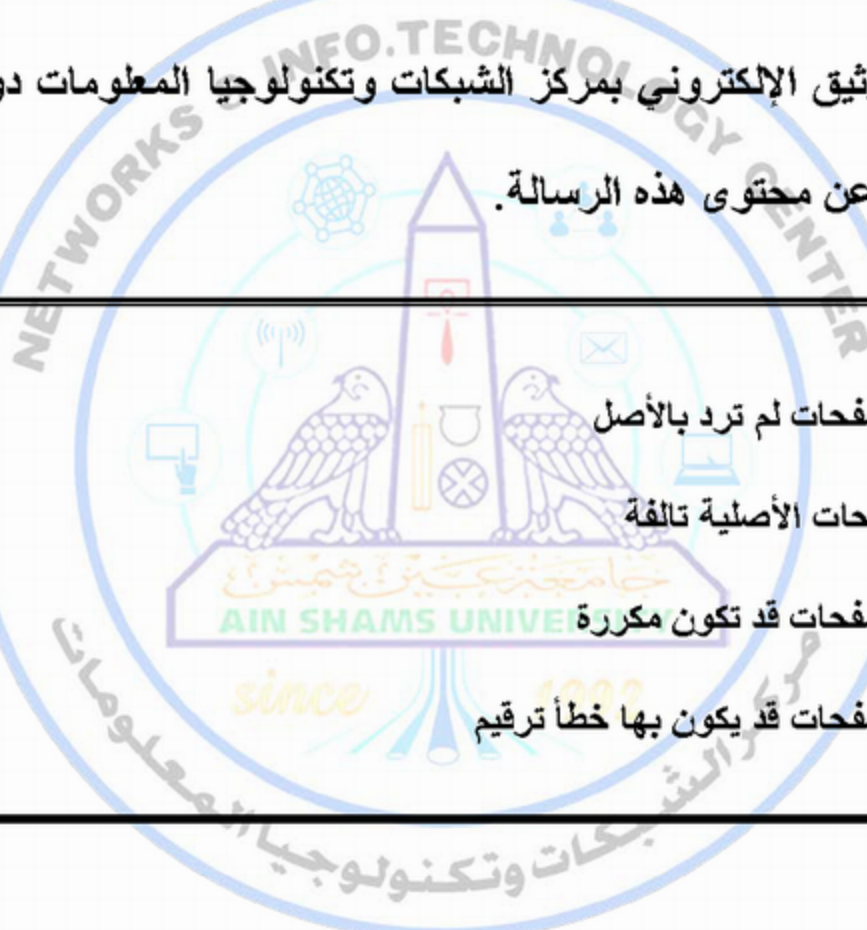 NETWORKS & INFO.TECHNOLOGY CENTER
ثيق الإلكتروني بمركز الشبكات وتكنولوجيا المعلومات دو
عن محتوى هذه الرسالة.
فحات لم ترد بالأصل
حات الأصلية تالفة
فحات قد تكون مكررة
فحات قد يكون بها خطأ ترقيم
جامعة عين شمس
AIN SHAMS UNIVERSITY
since 1992
مركز الشبكات وتكنولوجيا المعلومات